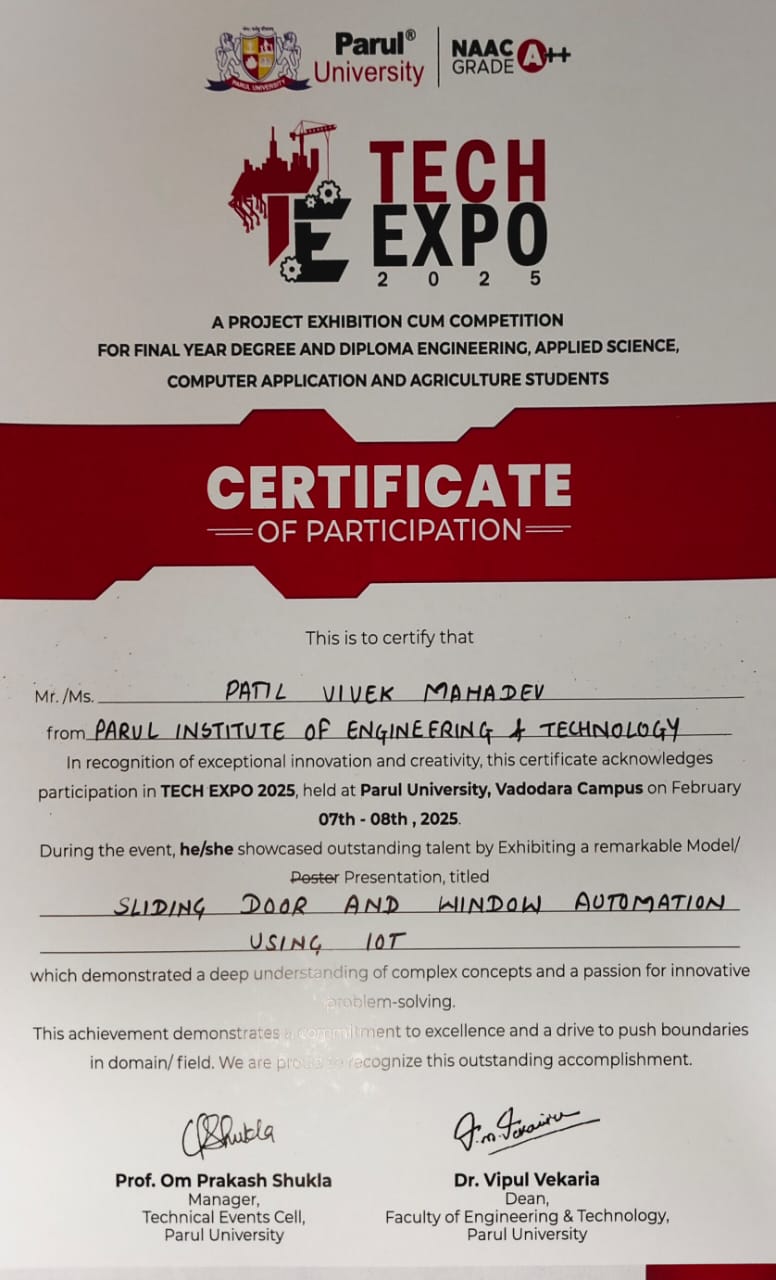 PARUL UNIVERSITY
Parul®
University
NAAC
GRADE A++
TECH
EXPO
2025
A PROJECT EXHIBITION CUM COMPETITION
FOR FINAL YEAR DEGREE AND DIPLOMA ENGINEERING, APPLIED SCIENCE,
COMPUTER APPLICATION AND AGRICULTURE STUDENTS
CERTIFICATE
OF PARTICIPATION
This is to certify that
Mr./Ms. PATIL VIVEK MAHADEV
from PARUL INSTITUTE OF ENGINEERING & TECHNOLOGY
In recognition of exceptional innovation and creativity, this certificate acknowledges
participation in TECH EXPO 2025, held at Parul University, Vadodara Campus on February
07th - 08th , 2025.
During the event, he/she showcased outstanding talent by Exhibiting a remarkable Model/
Poster Presentation, titled
SLIDING DOOR AND WINDOW AUTOMATION
USING IOT
which demonstrated a deep understanding of complex concepts and a passion for innovative
problem-solving.
This achievement demonstrates a commitment to excellence and a drive to push boundaries
in domain/ field. We are proud to recognize this outstanding accomplishment.
Prof. Om Prakash Shukla
Manager,
Technical Events Cell,
Parul University
Dr. Vipul Vekaria
Dean,
Faculty of Engineering & Technology,
Parul University